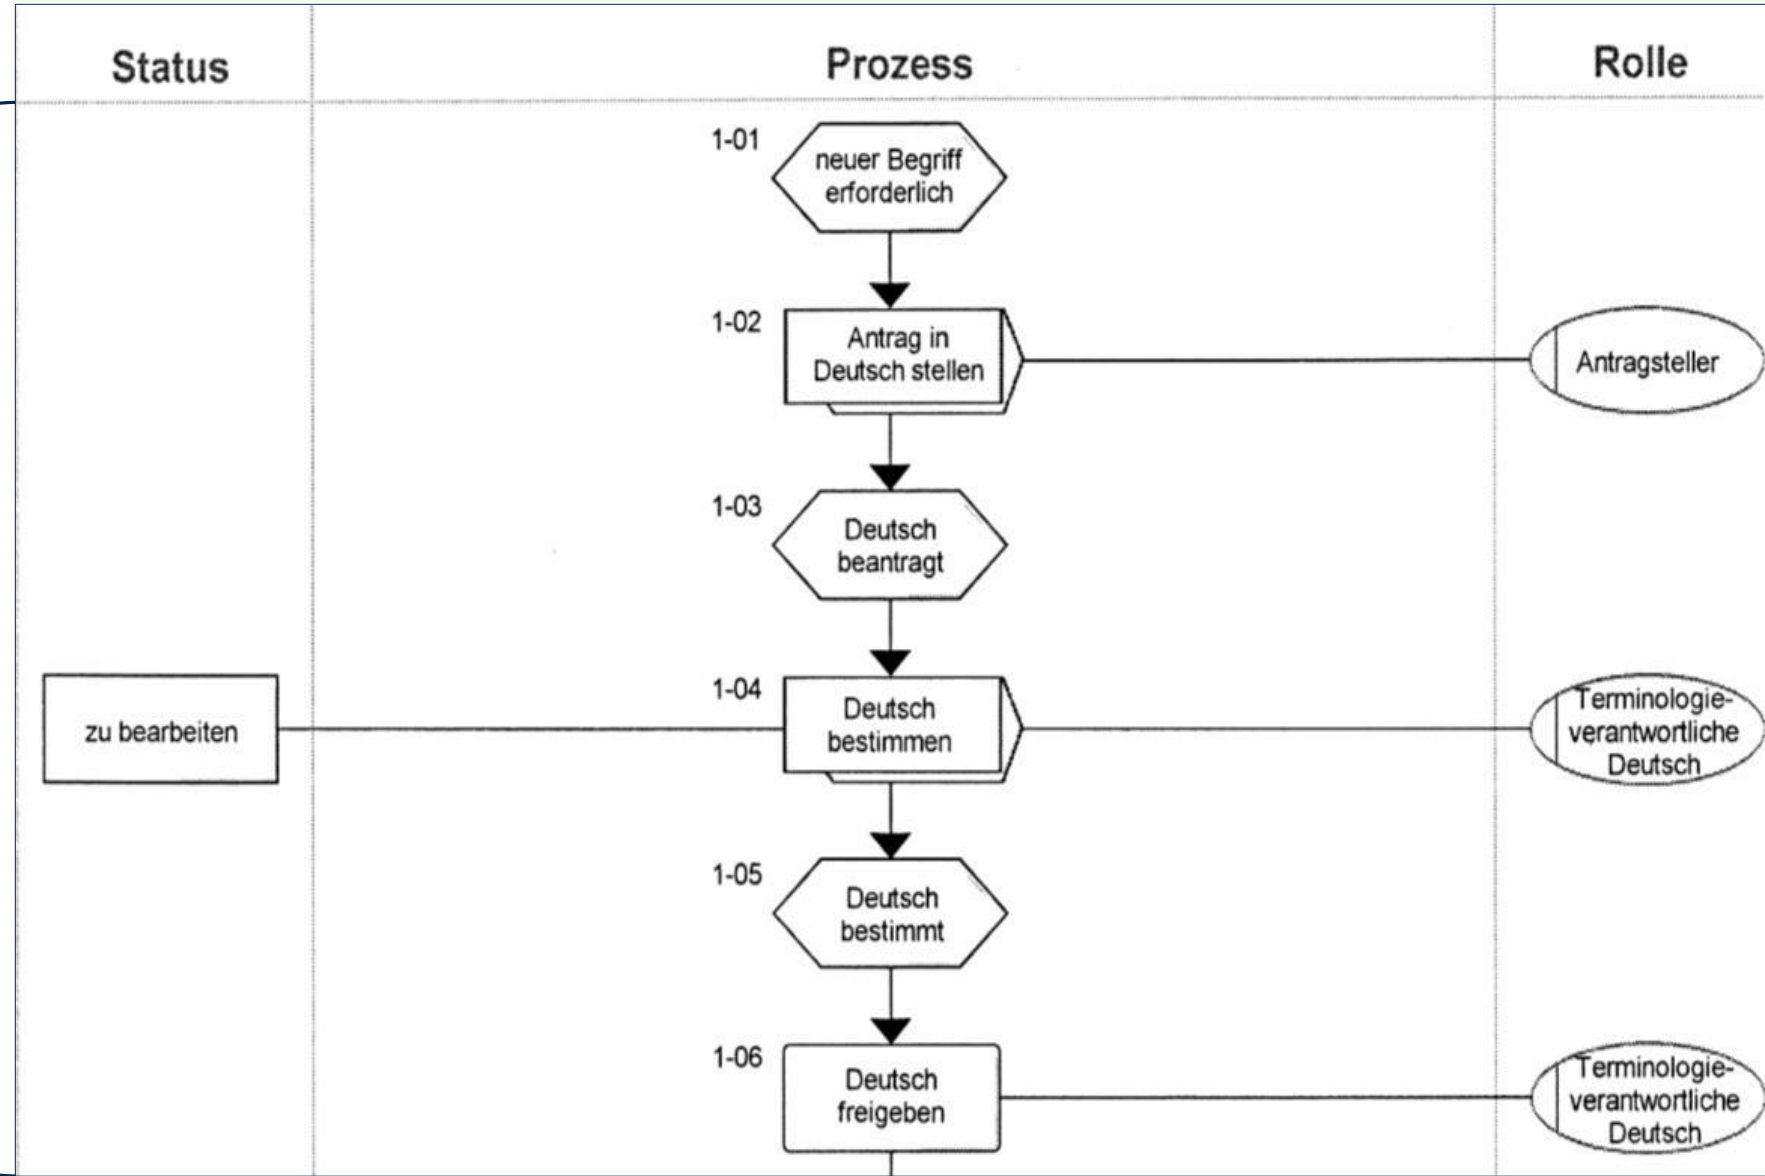 Status
Prozess
Rolle
1-01
neuer Begriff
erforderlich
1-02
Antrag in
Deutsch stellen
Antragsteller
1-03
Deutsch
beantragt
zu bearbeiten
1-04
Deutsch
bestimmen
Terminologie-
verantwortliche
Deutsch
1-05
Deutsch
bestimmt
1-06
Deutsch
freigeben
Terminologie-
verantwortliche
Deutsch